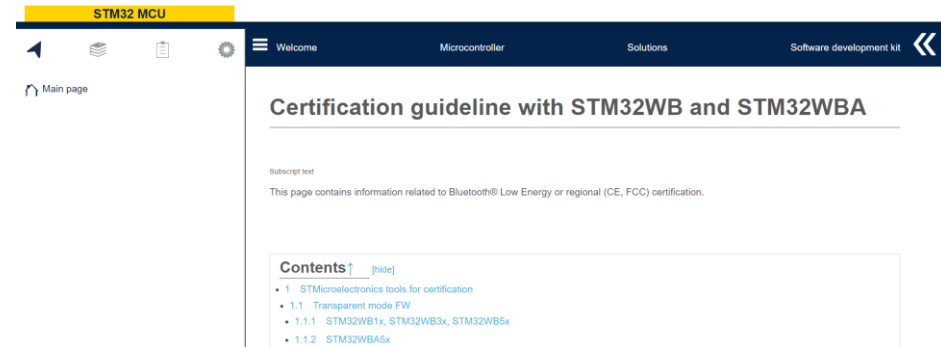 STM32 MCU
Welcome
Microcontroller
Solutions
Software development kit
Main page
Certification guideline with STM32WB and STM32WBA
Subscript text
This page contains information related to Bluetooth® Low Energy or regional (CE, FCC) certification.
Contents↑ [hide]
1 STMicroelectronics tools for certification
1.1 Transparent mode FW
1.1.1 STM32WB1x, STM32WB3x, STM32WB5x
1.1.2 STM32WBA5x